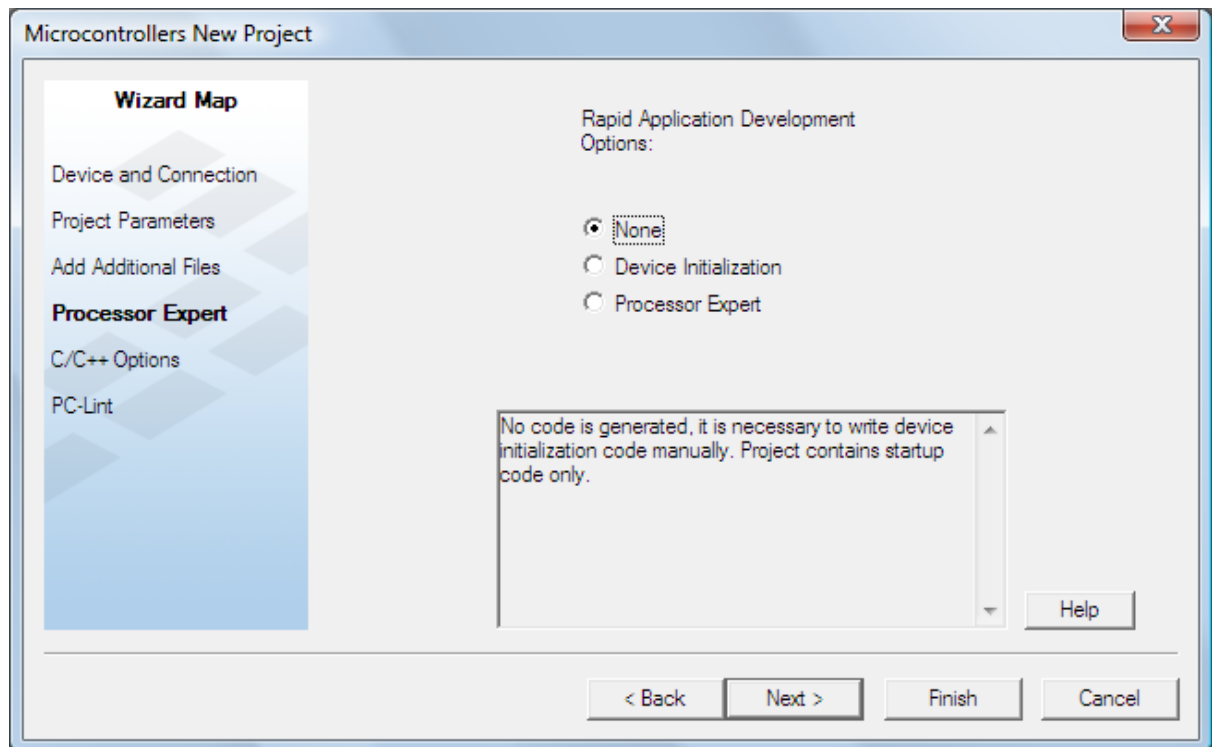 Microcontrollers New Project
Wizard Map
Device and Connection
Project Parameters
Add Additional Files
Processor Expert
C/C++ Options
PC-Lint
Rapid Application Development
Options:
None
Device Initialization
Processor Expert
No code is generated, it is necessary to write device
initialization code manually. Project contains startup
code only.
Help
< Back
Next >
Finish
Cancel